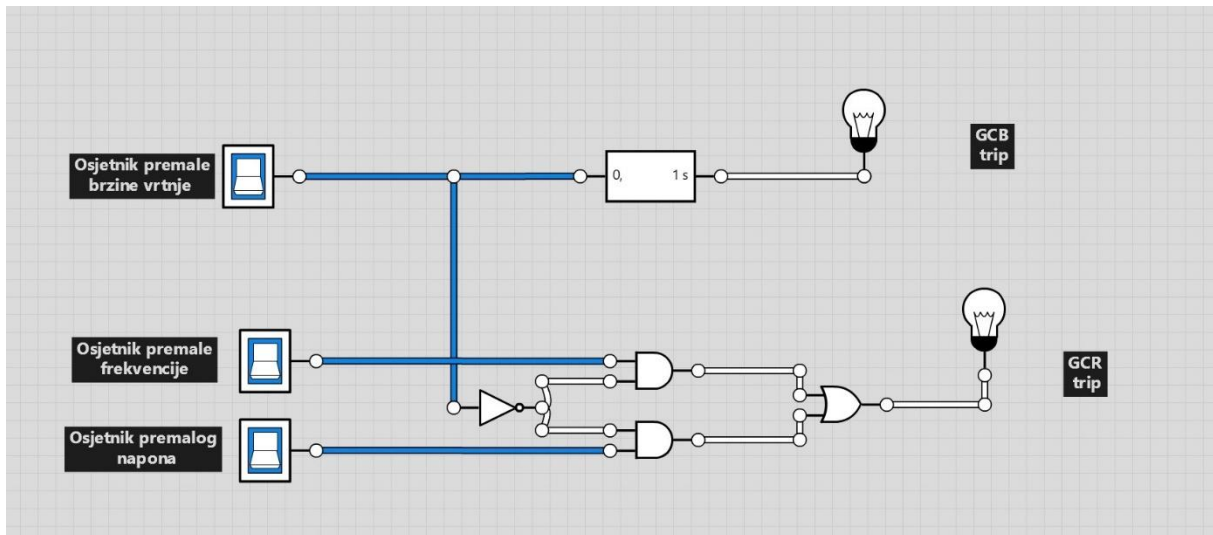 GCB
trip
Osjetnik premale
brzine vrtnje
0, 1 s
Osjetnik premale
frekvencije
GCR
trip
Osjetnik premalog
napona